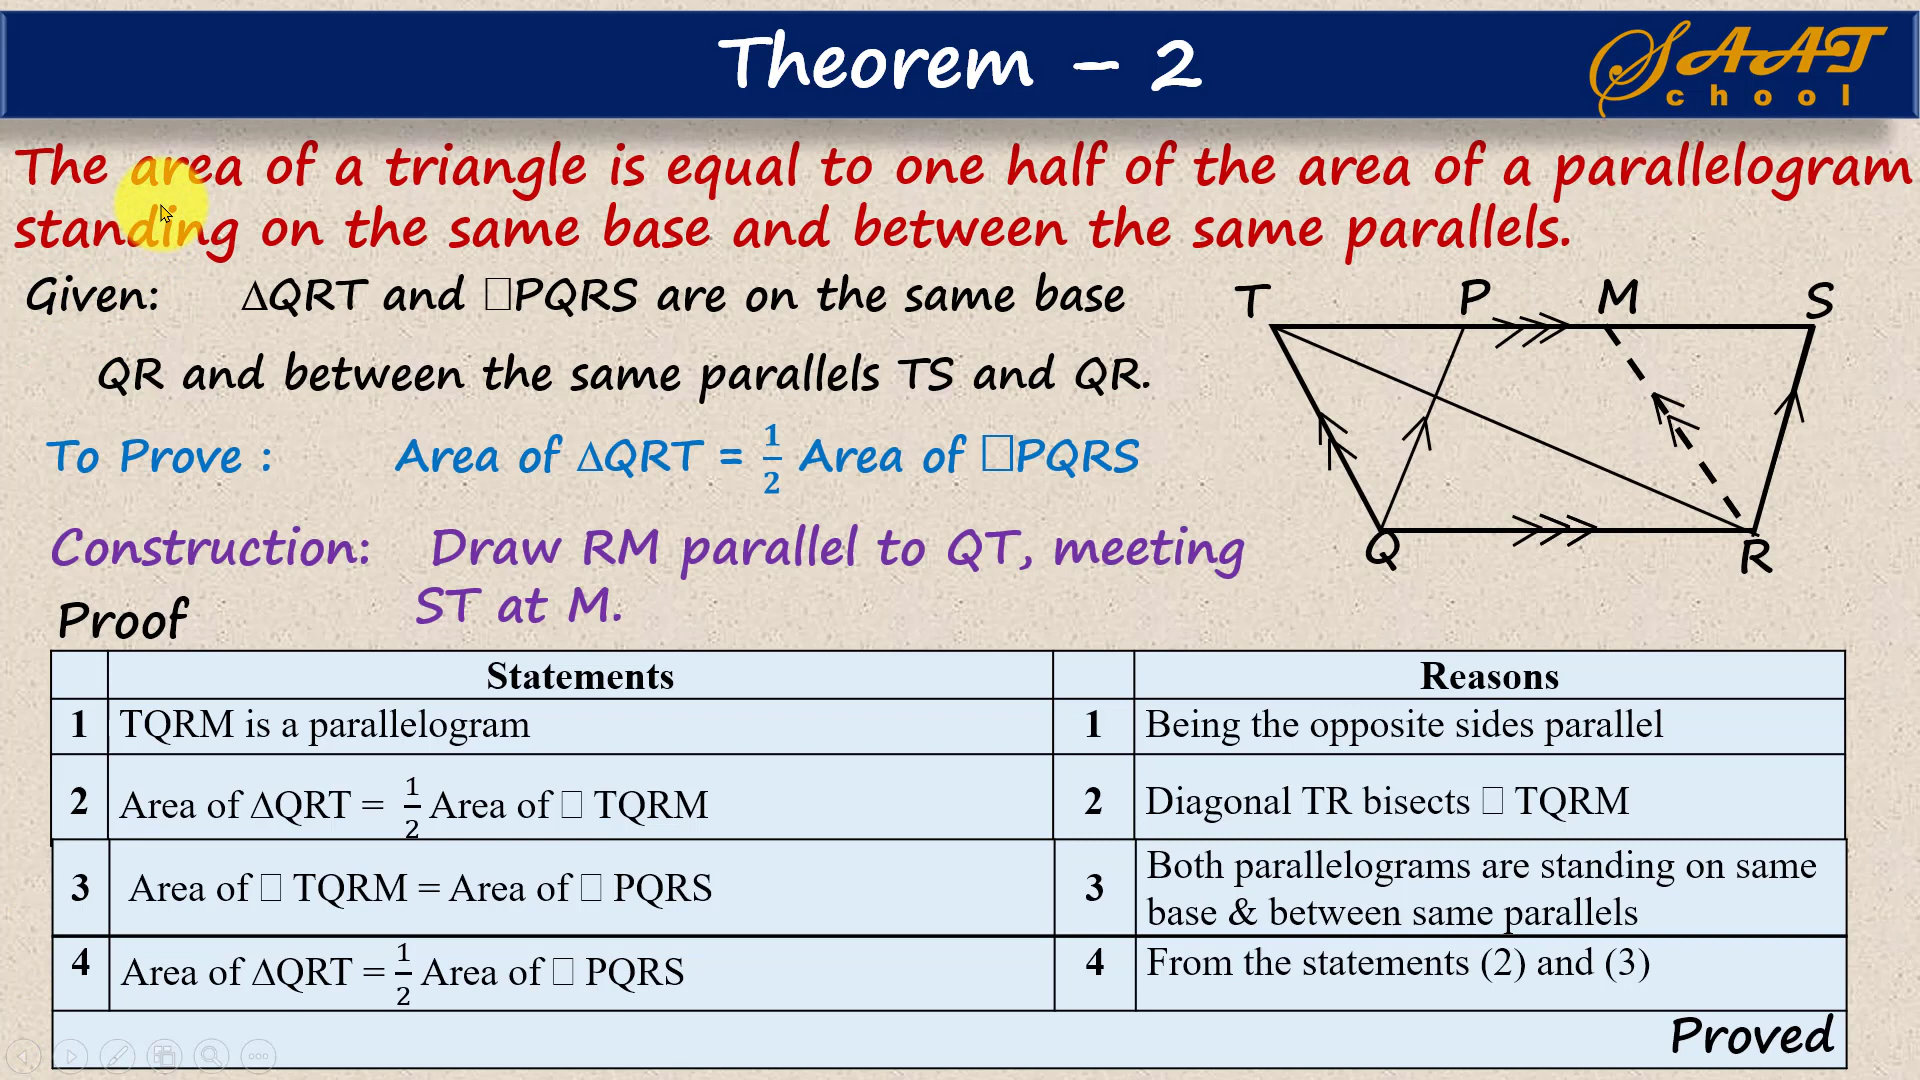 Theorem – 2
SAAT
chool
The area of a triangle is equal to one half of the area of a parallelogram
standing on the same base and between the same parallels.
Given: ∆QRT and □PQRS are on the same base
QR and between the same parallels TS and QR.
To Prove : Area of ∆QRT = 1/2 Area of □PQRS
Construction: Draw RM parallel to QT, meeting
ST at M.
T P M S
Q R
Proof
Statements Reasons
1 TQRM is a parallelogram 1 Being the opposite sides parallel
2 Area of ∆QRT = 1/2 Area of □ TQRM 2 Diagonal TR bisects □ TQRM
3 Area of □ TQRM = Area of □ PQRS 3 Both parallelograms are standing on same
base & between same parallels
4 Area of ∆QRT = 1/2 Area of □ PQRS 4 From the statements (2) and (3)
Proved